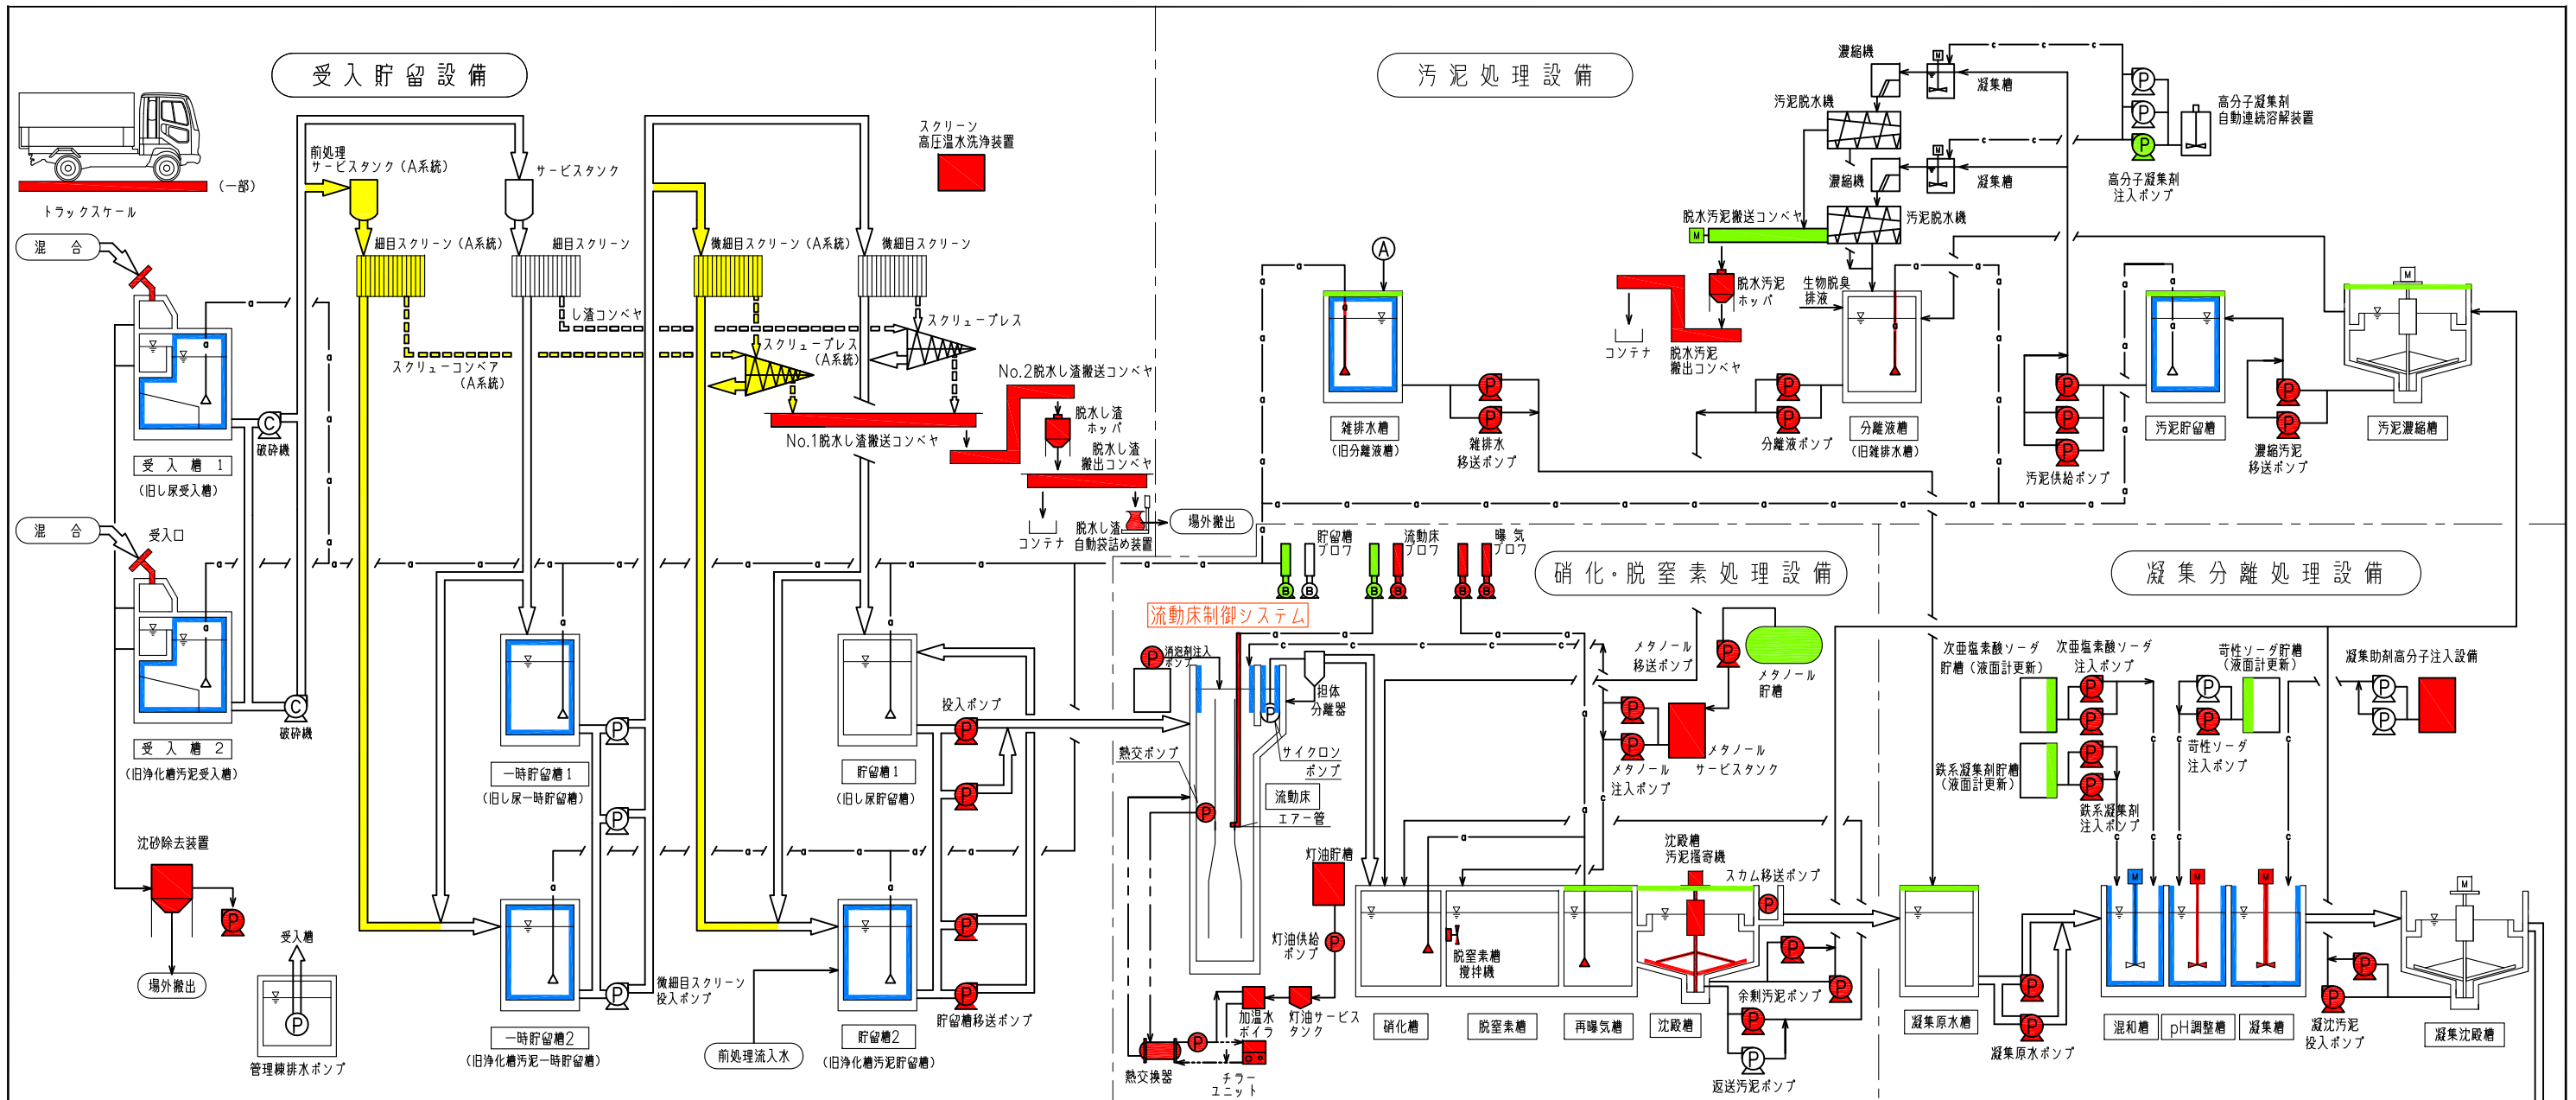 受入貯留設備
(一部)
トラックスケール
混合
受入槽 1
(旧し尿受入槽)
混合
受入口
受入槽 2
(旧浄化槽汚泥受入槽)
C
破砕機
C
破砕機
沈砂除去装置
P
場外搬出
受入槽
P
管理棟排水ポンプ
前処理
サービスタンク(A系統)
サービスタンク
細目スクリーン(A系統)
細目スクリーン
微細目スクリーン(A系統)
微細目スクリーン
スクリーン
高圧温水洗浄装置
し渣コンベヤ
スクリューコンベア
(A系統)
スクリュープレス
スクリュープレス
(A系統)
No.1脱水し渣搬送コンベヤ
No.2脱水し渣搬送コンベヤ
脱水し渣
ホッパ
脱水し渣
搬出コンベヤ
コンテナ
脱水し渣
自動袋詰め装置
場外搬出
一時貯留槽1
(旧し尿一時貯留槽)
一時貯留槽2
(旧浄化槽汚泥一時貯留槽)
微細目スクリーン
投入ポンプ
貯留槽1
(旧し尿貯留槽)
貯留槽2
(旧浄化槽汚泥貯留槽)
前処理流入水
投入ポンプ
貯留槽移送ポンプ
汚泥処理設備
濃縮機
凝集槽
汚泥脱水機
濃縮機
凝集槽
汚泥脱水機
高分子凝集剤
自動連続溶解装置
高分子凝集剤
注入ポンプ
脱水汚泥搬送コンベヤ
M
脱水汚泥
ホッパ
コンテナ
脱水汚泥
搬出コンベヤ
生物脱臭
排液
A
雑排水槽
(旧分離液槽)
雑排水
移送ポンプ
分離液ポンプ
分離液槽
(旧雑排水槽)
汚泥供給ポンプ
汚泥貯留槽
濃縮汚泥
移送ポンプ
汚泥濃縮槽
硝化・脱窒素処理設備
貯留槽
ブロワ
流動床
ブロワ
曝気
ブロワ
流動床制御システム
消泡剤注入
ポンプ
担体
分離器
サイクロン
ポンプ
熱交ポンプ
流動床
エアー管
メタノール
移送ポンプ
メタノール
貯槽
メタノール
サービスタンク
メタノール
注入ポンプ
灯油貯槽
灯油供給
ポンプ
加温水
ボイラ
灯油サービス
タンク
熱交換器
チラー
ユニット
沈殿槽
汚泥掻寄機
スカム移送ポンプ
脱窒素槽
撹拌機
硝化槽
脱窒素槽
再曝気槽
沈殿槽
余剰汚泥ポンプ
返送汚泥ポンプ
凝集分離処理設備
次亜塩素酸ソーダ
貯槽(液面計更新)
次亜塩素酸ソーダ
注入ポンプ
苛性ソーダ貯槽
(液面計更新)
凝集助剤高分子注入設備
苛性ソーダ
注入ポンプ
鉄系凝集剤貯槽
(液面計更新)
鉄系凝集剤
注入ポンプ
凝集原水槽
凝集原水ポンプ
混和槽
pH調整槽
凝集槽
凝沈汚泥
投入ポンプ
凝集沈殿槽